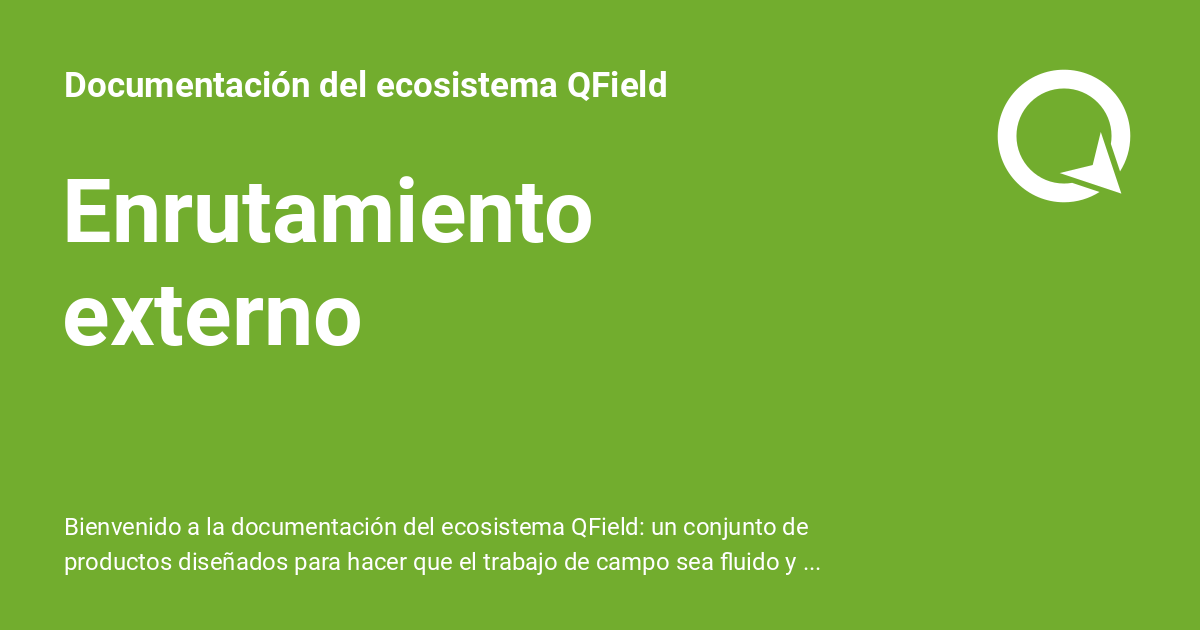 Documentación del ecosistema QField
Enrutamiento
externo
Bienvenido a la documentación del ecosistema QField: un conjunto de
productos diseñados para hacer que el trabajo de campo sea fluido y ...